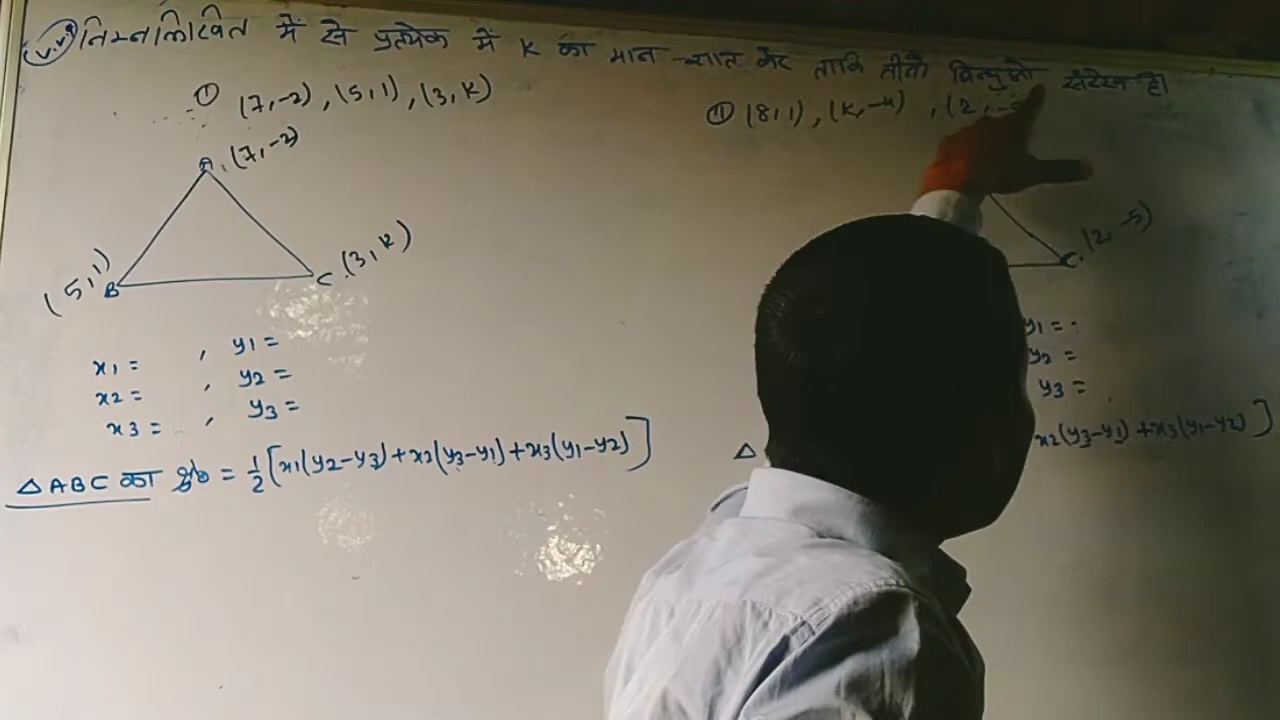 (v.v.) निम्नलिखित में से प्रत्येक में K का मान ज्ञात करें ताकि तीनों बिन्दुओं संरेख हो
① (7,-2), (5,1), (3,K)
② (8,1), (K,-4), (2,-5
A, (7,-2)
(5,1) B
C (3,K)
C (2,-5)
x1 = , y1 =
x2 = , y2 =
x3 = , y3 =
△ABC का क्षे० = 1/2 [x1(y2-y3)+x2(y3-y1)+x3(y1-y2)]
y1 =
y2 =
y3 =
△
x2(y3-y1)+x3(y1-y2)]